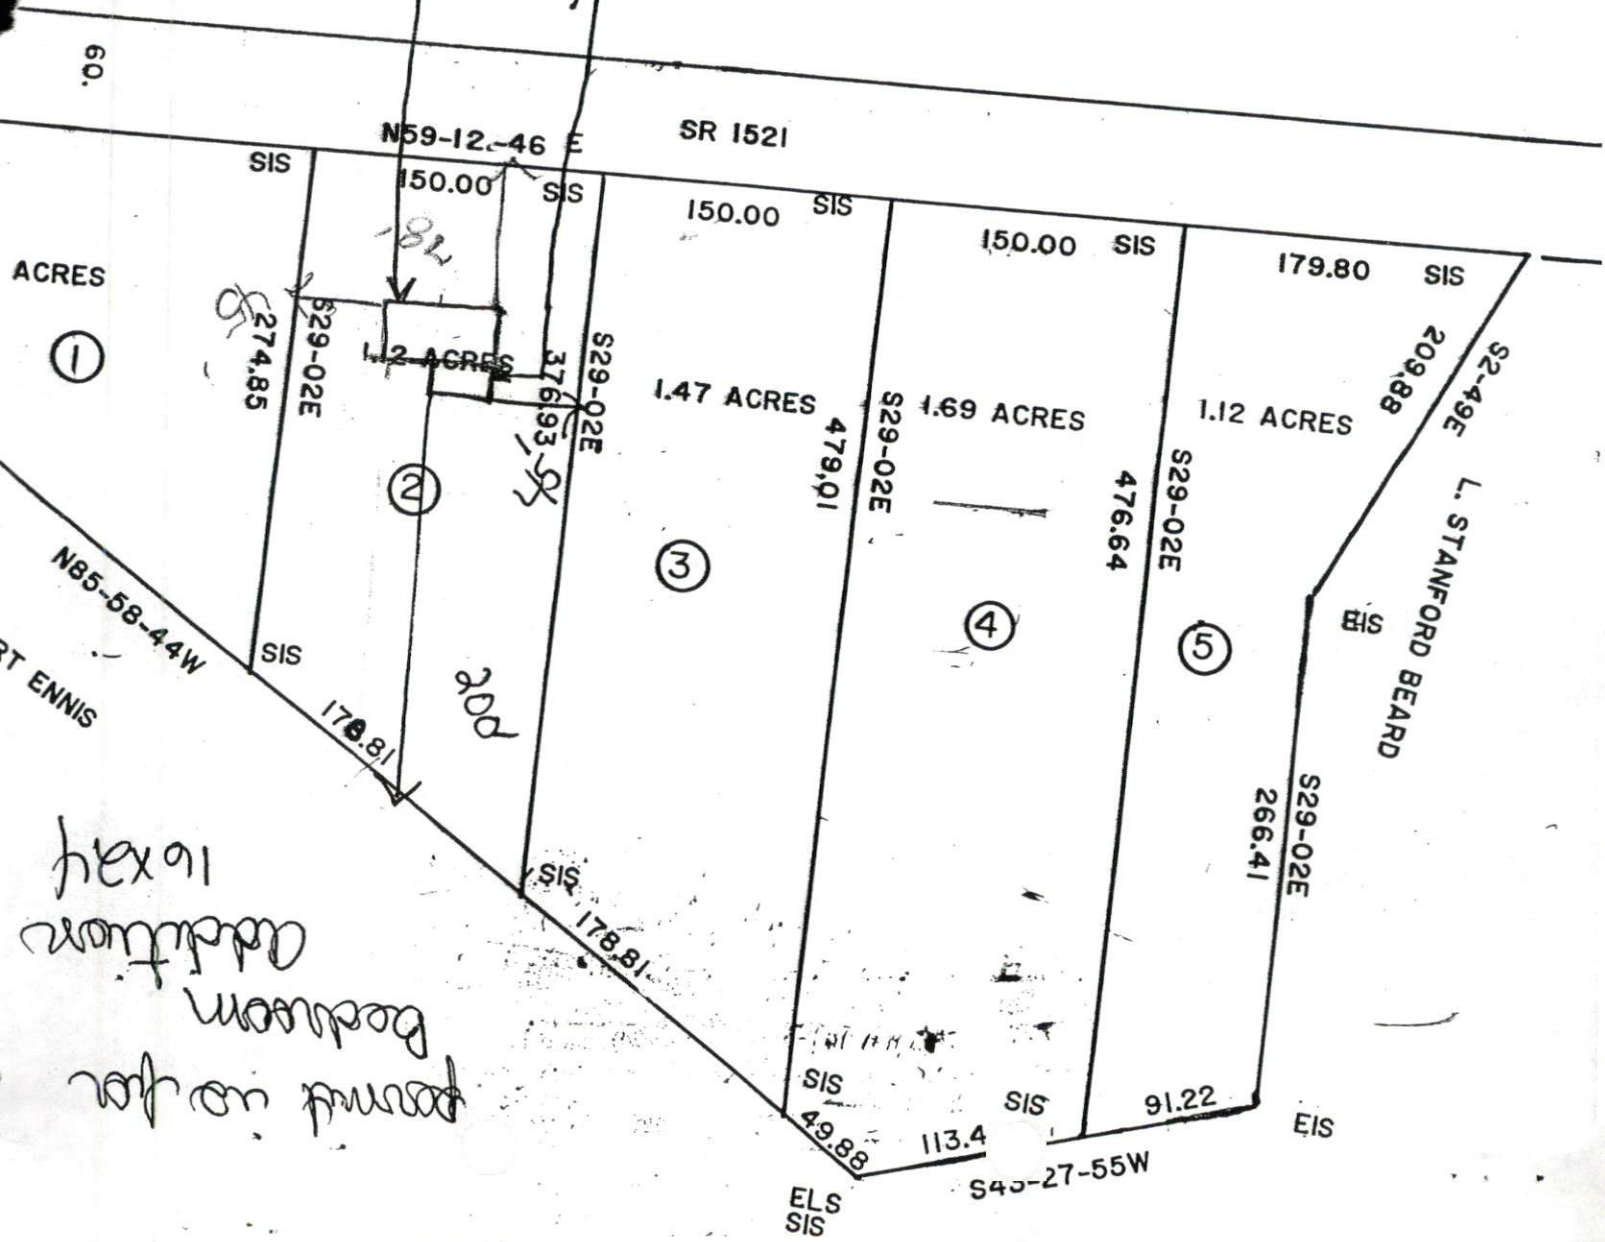 60.
N59-12-46 E
SR 1521
SIS
150.00
SIS
150.00
SIS
150.00
SIS
179.80
SIS
82
ACRES
1
274.85
S29-02E
1.12 ACRES
376.93
S29-02E
1.47 ACRES
479.01
S29-02E
1.69 ACRES
476.64
S29-02E
1.12 ACRES
209.88
S2-49E
L. STANFORD BEARD
2
3
4
5
EIS
N85-58-44W
SIS
ENNIS
178.81
200
SIS
178.81
S29-02E
266.41
SIS
49.88
SIS
113.4
91.22
EIS
-27-55W
ELS
SIS
permit is for
Bedroom
addition
16x24